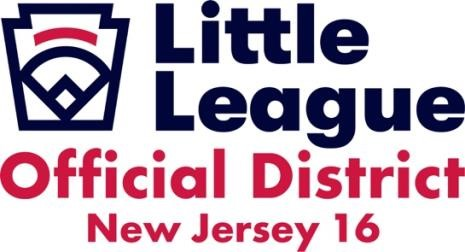 Little
League
Official District
New Jersey 16